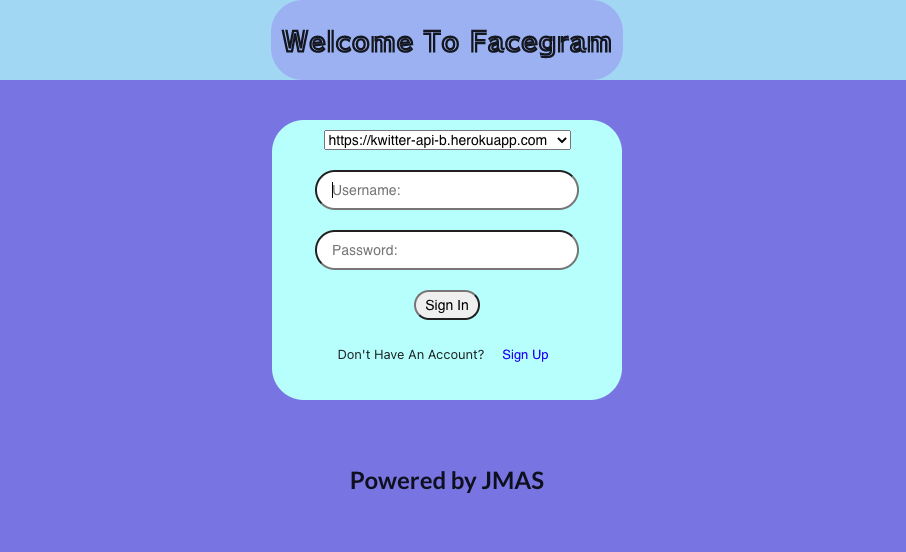 Welcome To Facegram
https://kwitter-api-b.herokuapp.com
Username:
Password:
Sign In
Don't Have An Account? Sign Up
Powered by JMAS